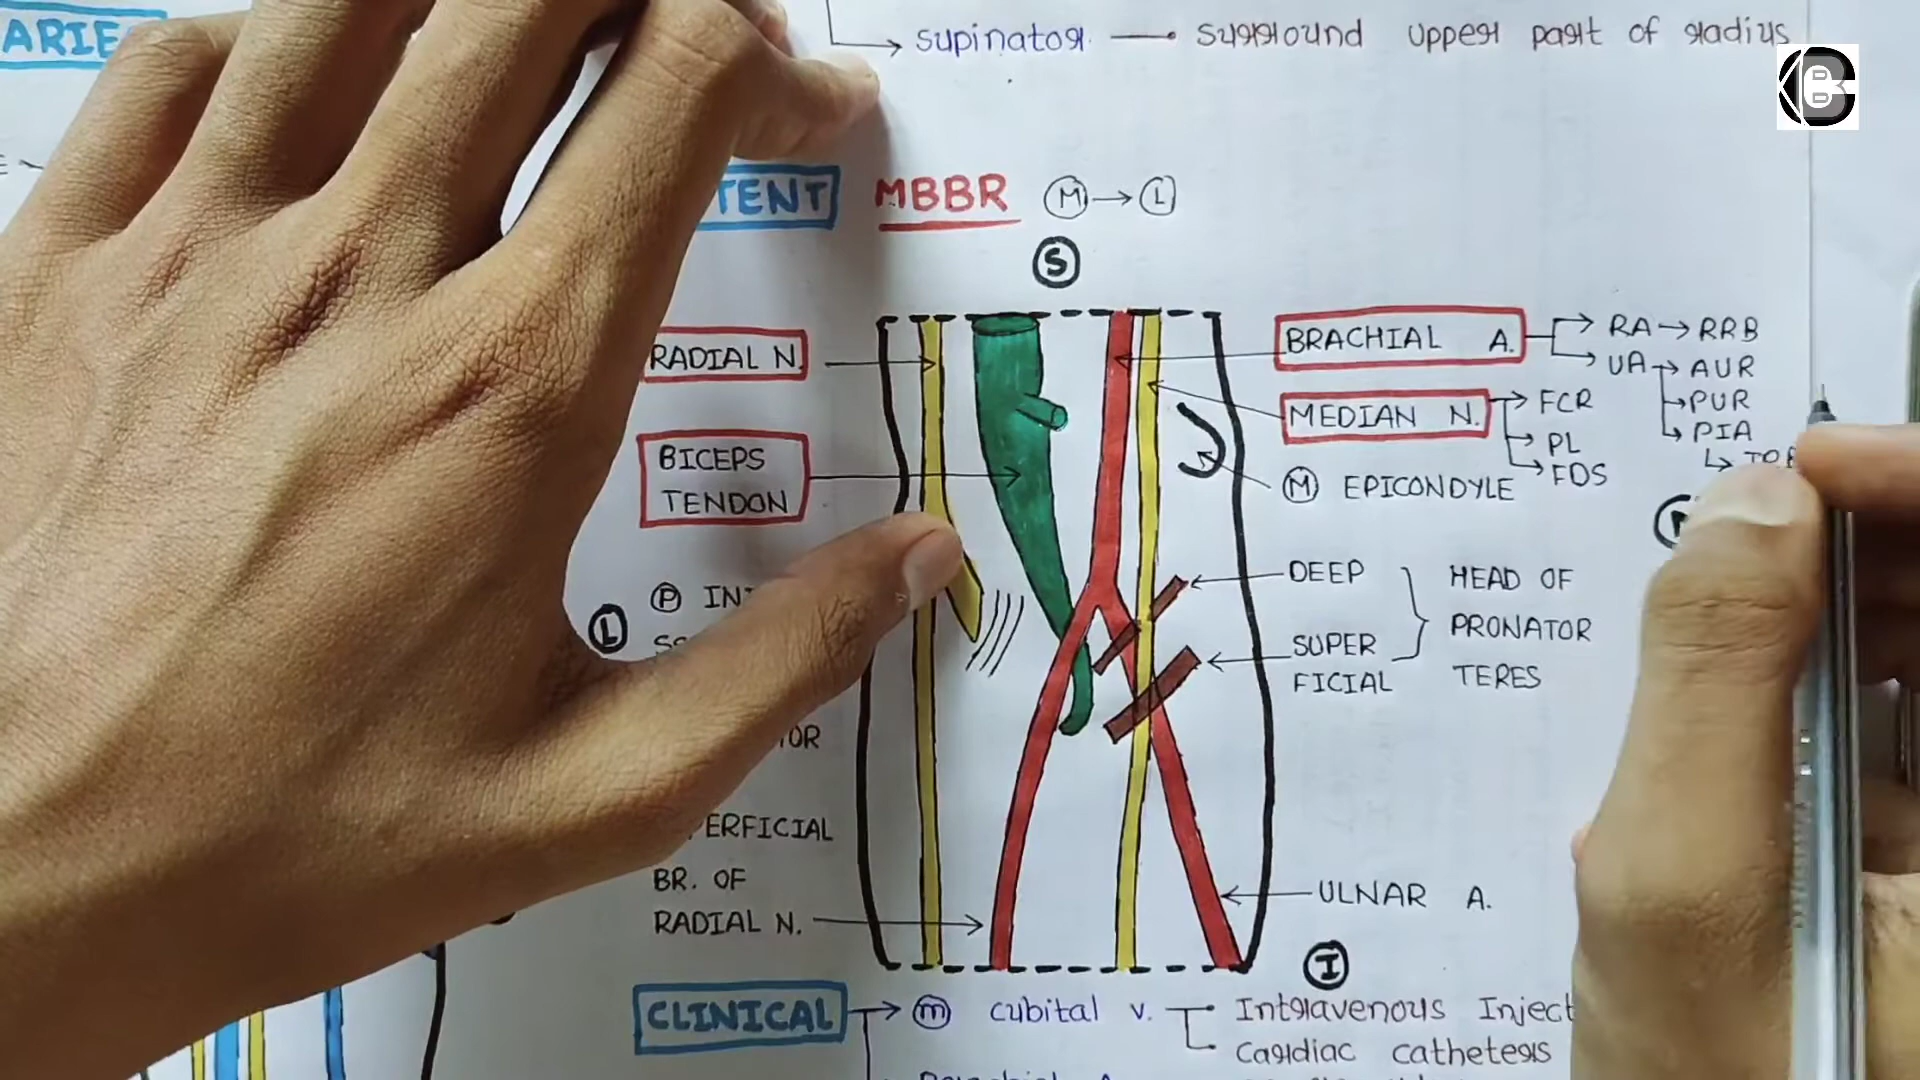 ARIE
supinator — surround upper part of radius
TENT MBBR M → L
S
RADIAL N.
BICEPS
TENDON
L
P
BRACHIAL A.
RA → RRB
UA → AUR
PUR
PIA
MEDIAN N.
FCR
PL
FDS
M EPICONDYLE
DEEP
SUPER
FICIAL
HEAD OF
PRONATOR
TERES
ERFICIAL
BR. OF
RADIAL N.
ULNAR A.
I
CLINICAL → m cubital v.
Intravenous Inject
Cardiac catheters